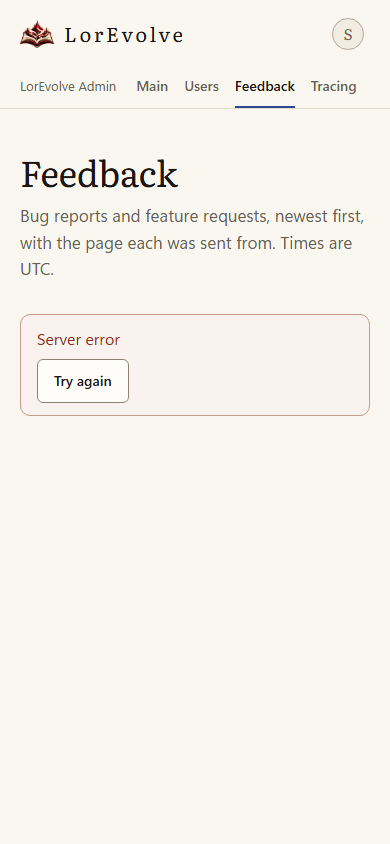 LorEvolve
S
LorEvolve Admin Main Users Feedback Tracing
Feedback
Bug reports and feature requests, newest first,
with the page each was sent from. Times are
UTC.
Server error
Try again